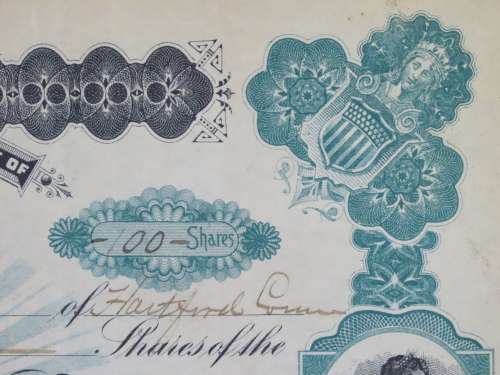 OF
-100- Shares
of Hartford Conn
Shares of the